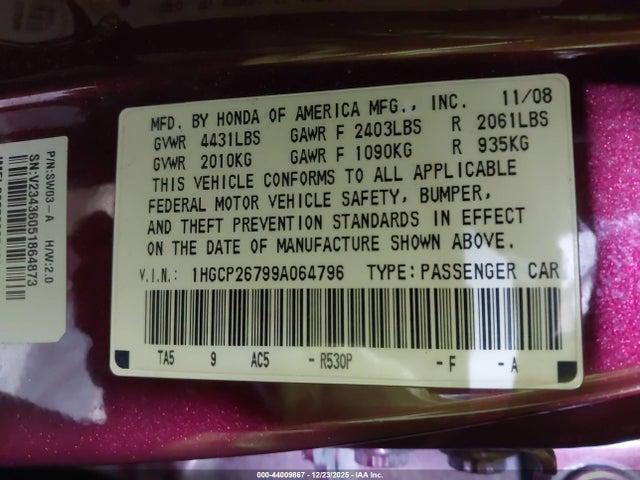 MFD. BY HONDA OF AMERICA MFG., INC. 11/08
GVWR 4431LBS GAWR F 2403LBS R 2061LBS
GVWR 2010KG GAWR F 1090KG R 935KG
THIS VEHICLE CONFORMS TO ALL APPLICABLE
FEDERAL MOTOR VEHICLE SAFETY, BUMPER,
AND THEFT PREVENTION STANDARDS IN EFFECT
ON THE DATE OF MANUFACTURE SHOWN ABOVE.
V.I.N.: 1HGCP26799A064796 TYPE: PASSENGER CAR
TA5 9 AC5 -R530P -F -A
P/N:SW03-A H/W:2.0
SN:V234360518648​73
000-44009867 - 12/23/2025 - IAA Inc.